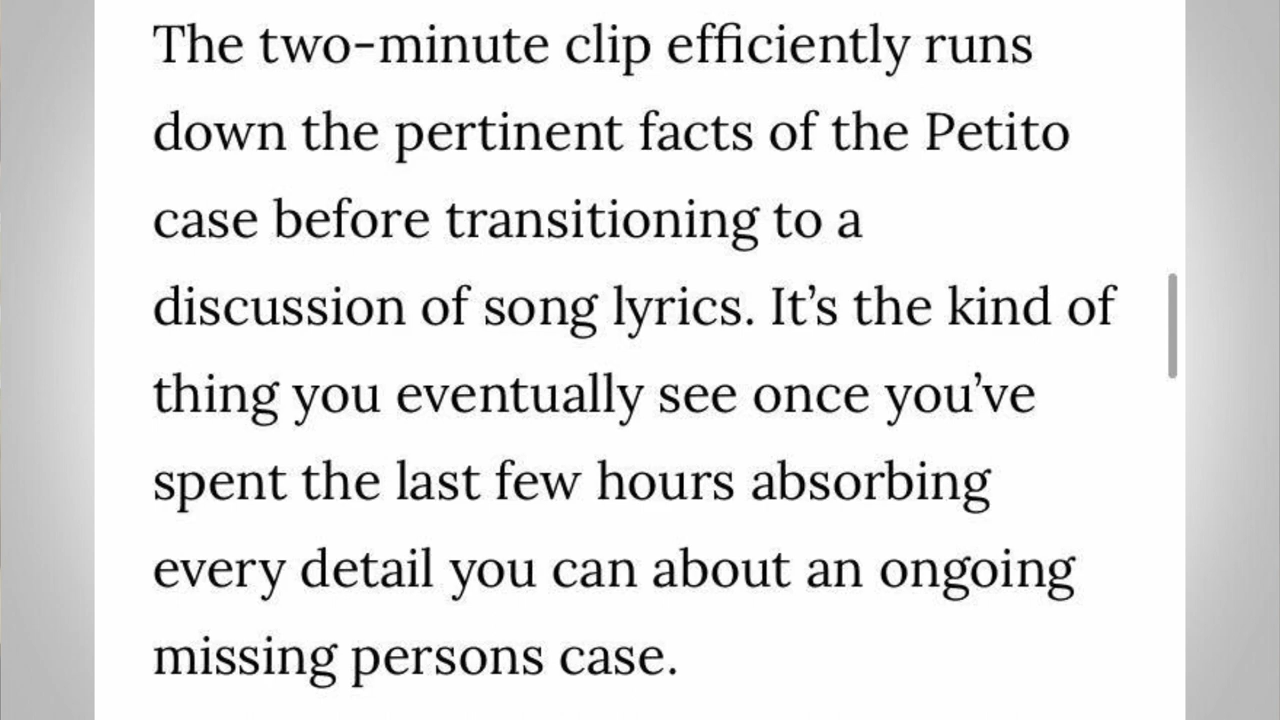 The two-minute clip efficiently runs
down the pertinent facts of the Petito
case before transitioning to a
discussion of song lyrics. It’s the kind of
thing you eventually see once you’ve
spent the last few hours absorbing
every detail you can about an ongoing
missing persons case.